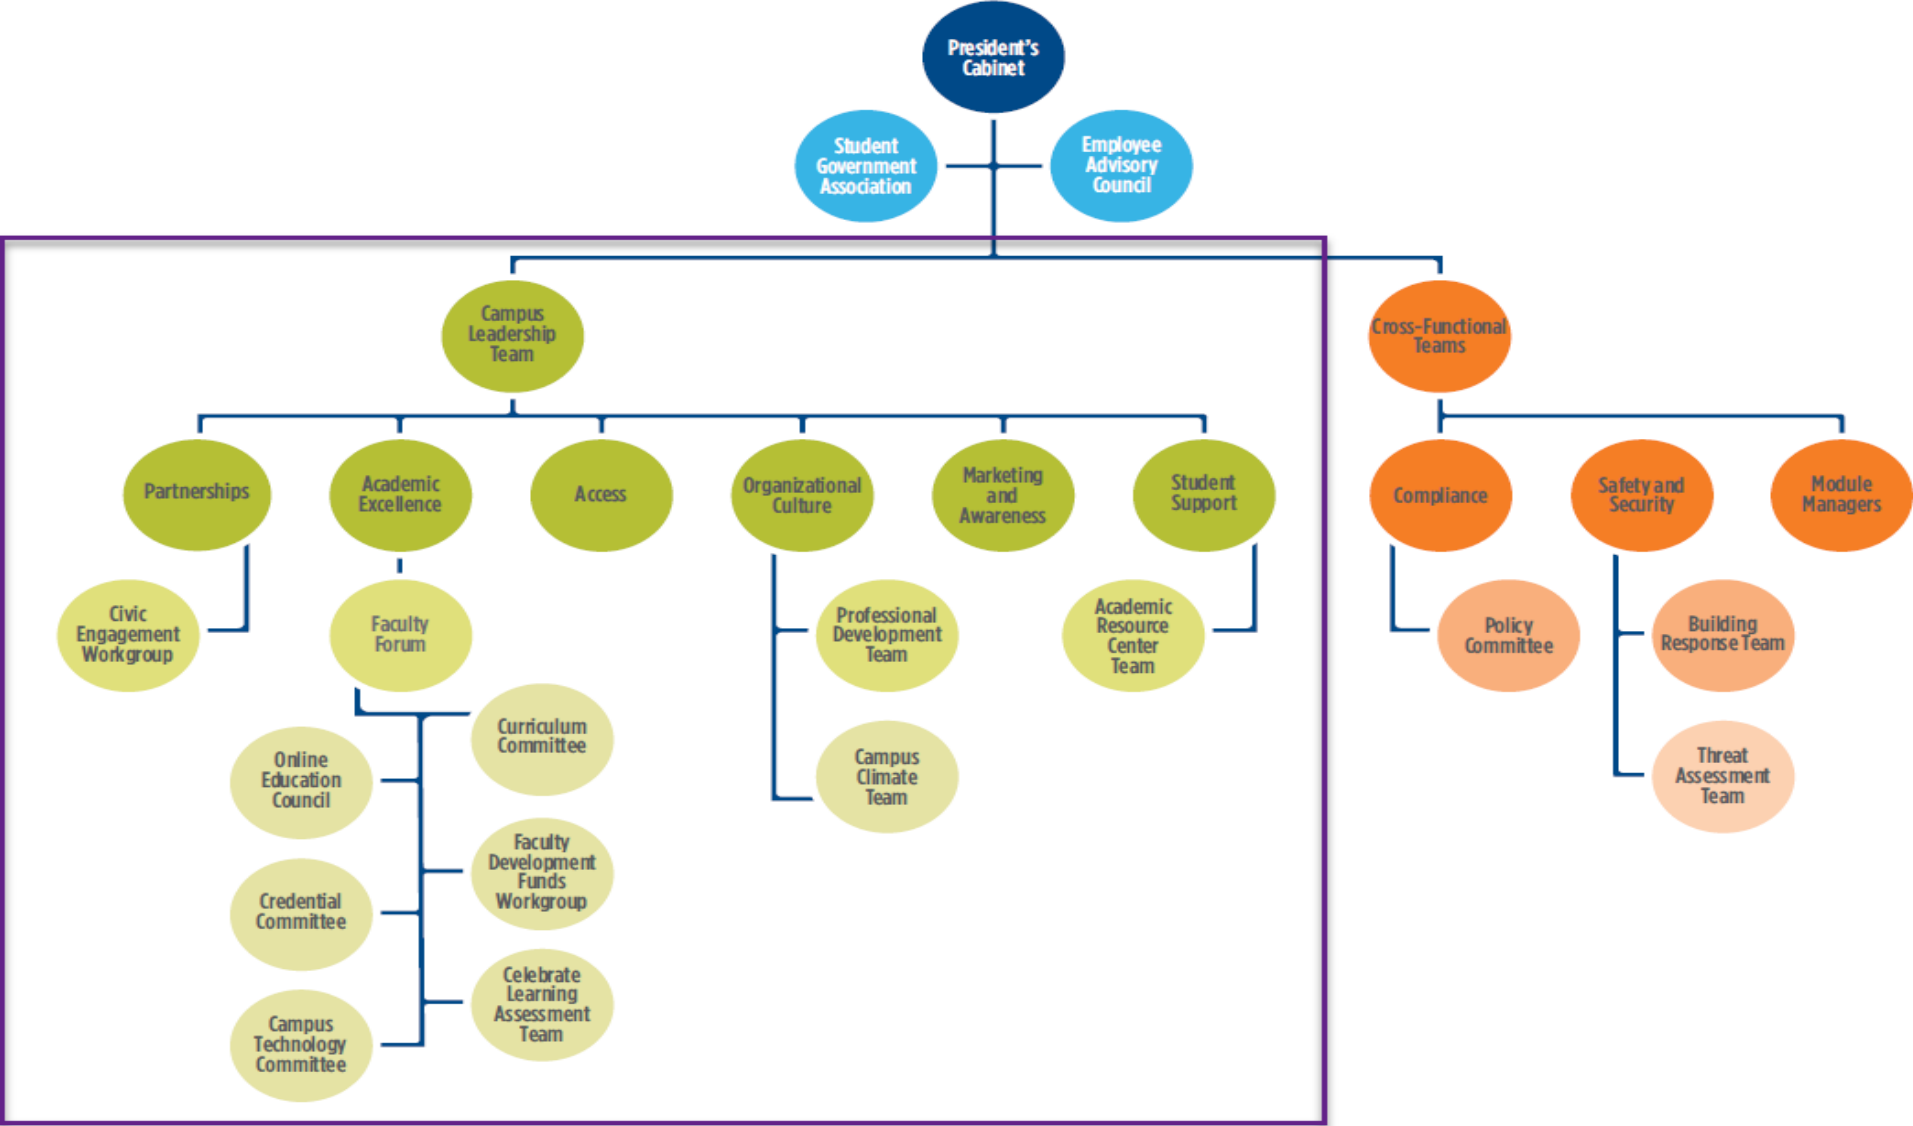 President's
Cabinet
Student
Government
Association
Employee
Advisory
Council
Campus
Leadership
Team
Cross-Functional
Teams
Partnerships
Academic
Excellence
Access
Organizational
Culture
Marketing
and
Awareness
Student
Support
Compliance
Safety and
Security
Module
Managers
Civic
Engagement
Workgroup
Faculty
Forum
Professional
Development
Team
Academic
Resource
Center
Team
Policy
Committee
Building
Response Team
Curriculum
Committee
Online
Education
Council
Campus
Climate
Team
Threat
Assessment
Team
Faculty
Development
Funds
Workgroup
Credential
Committee
Celebrate
Learning
Assessment
Team
Campus
Technology
Committee